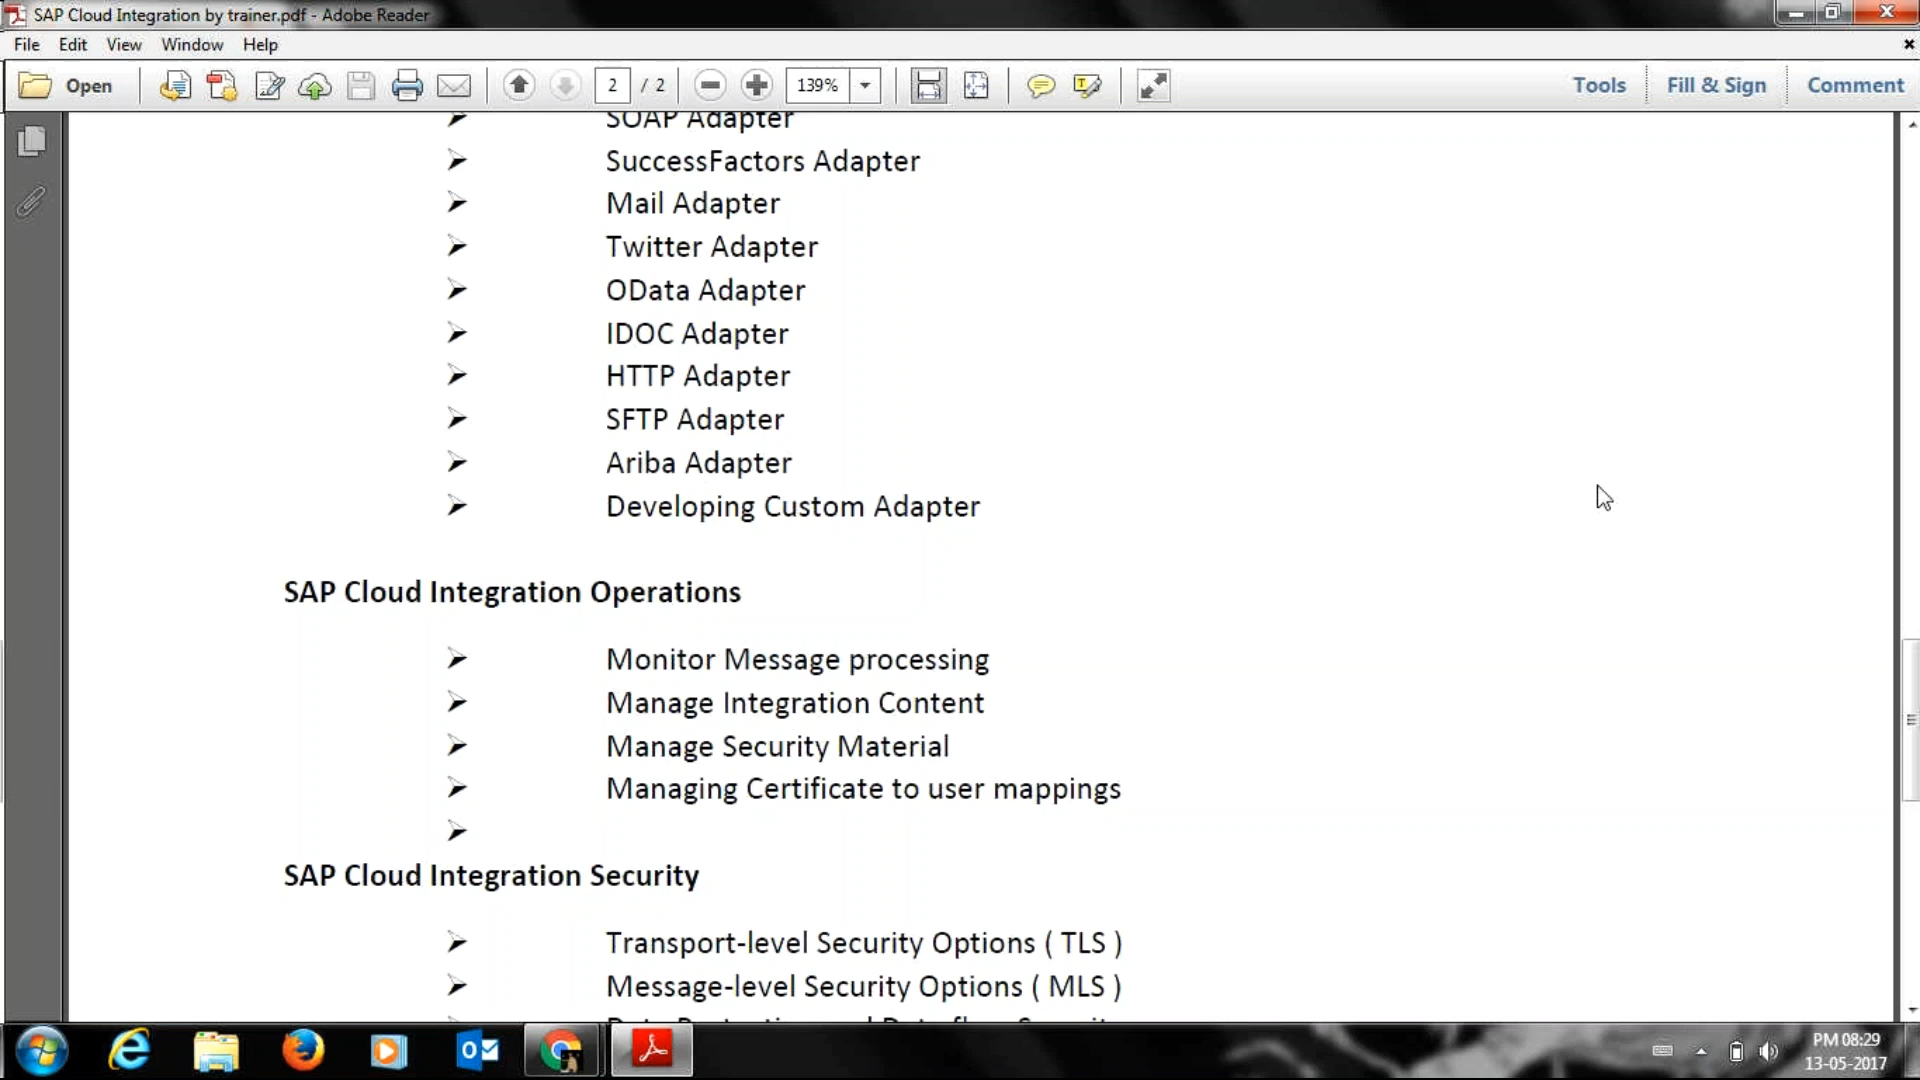 SAP Cloud Integration by trainer.pdf - Adobe Reader
File Edit View Window Help
Open 2 / 2 139% Tools Fill & Sign Comment
➢ SOAP Adapter
➢ SuccessFactors Adapter
➢ Mail Adapter
➢ Twitter Adapter
➢ OData Adapter
➢ IDOC Adapter
➢ HTTP Adapter
➢ SFTP Adapter
➢ Ariba Adapter
➢ Developing Custom Adapter
SAP Cloud Integration Operations
➢ Monitor Message processing
➢ Manage Integration Content
➢ Manage Security Material
➢ Managing Certificate to user mappings
➢
SAP Cloud Integration Security
➢ Transport-level Security Options ( TLS )
➢ Message-level Security Options ( MLS )
PM 08:29
13-05-2017